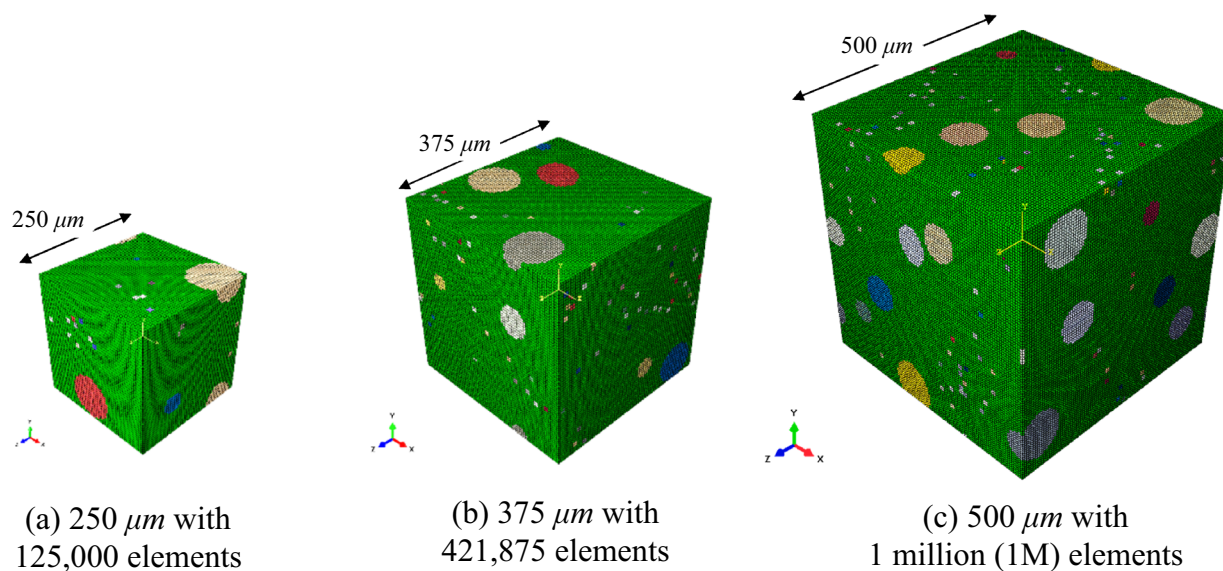 500 μm
375 μm
250 μm
Y
Z
X
Y
Z
X
Y
Z
X
(a) 250 μm with
125,000 elements
(b) 375 μm with
421,875 elements
(c) 500 μm with
1 million (1M) elements